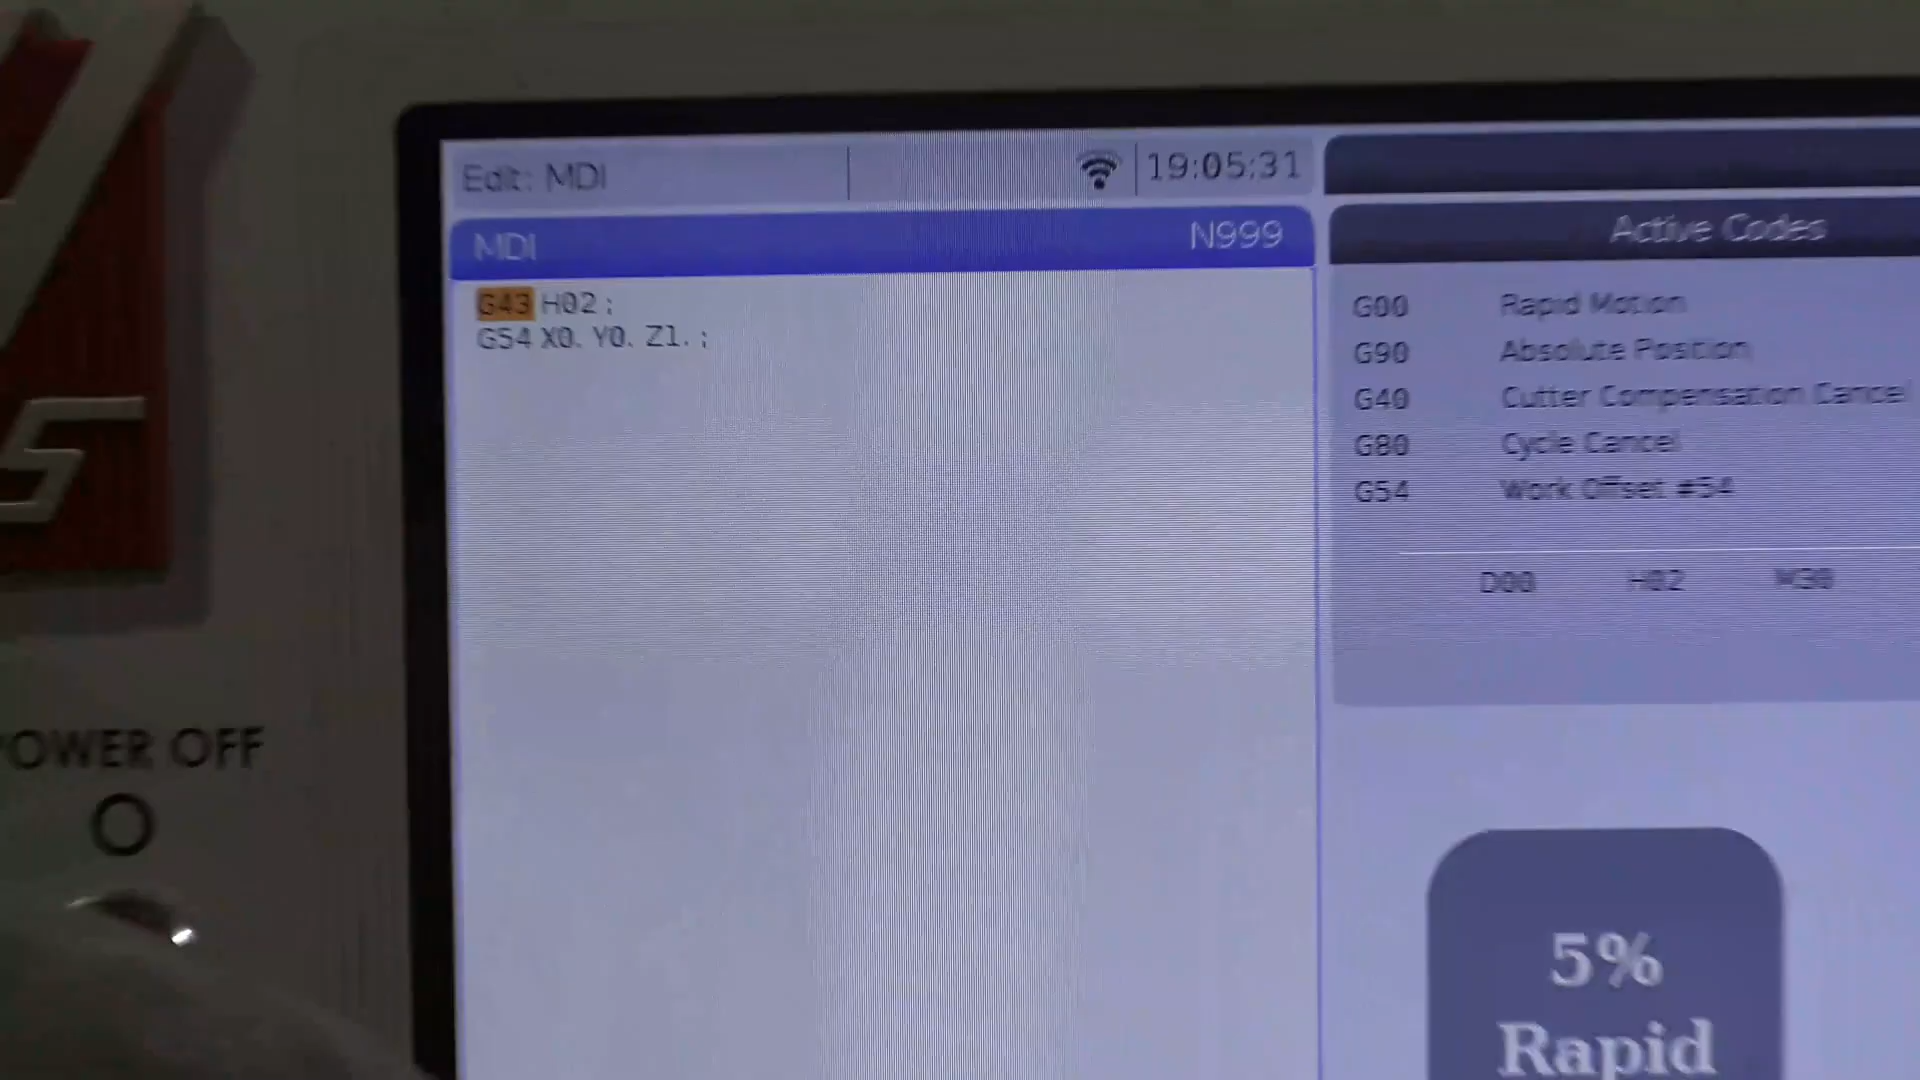 Edit: MDI
19:05:31
MDI
N999
G43 H02 ;
G54 X0. Y0. Z1. ;
Active Codes
G00 Rapid Motion
G90 Absolute Position
G40 Cutter Compensation Cancel
G80 Cycle Cancel
G54 Work Offset #54
D00 H02 M30
5%
Rapid
POWER OFF
5